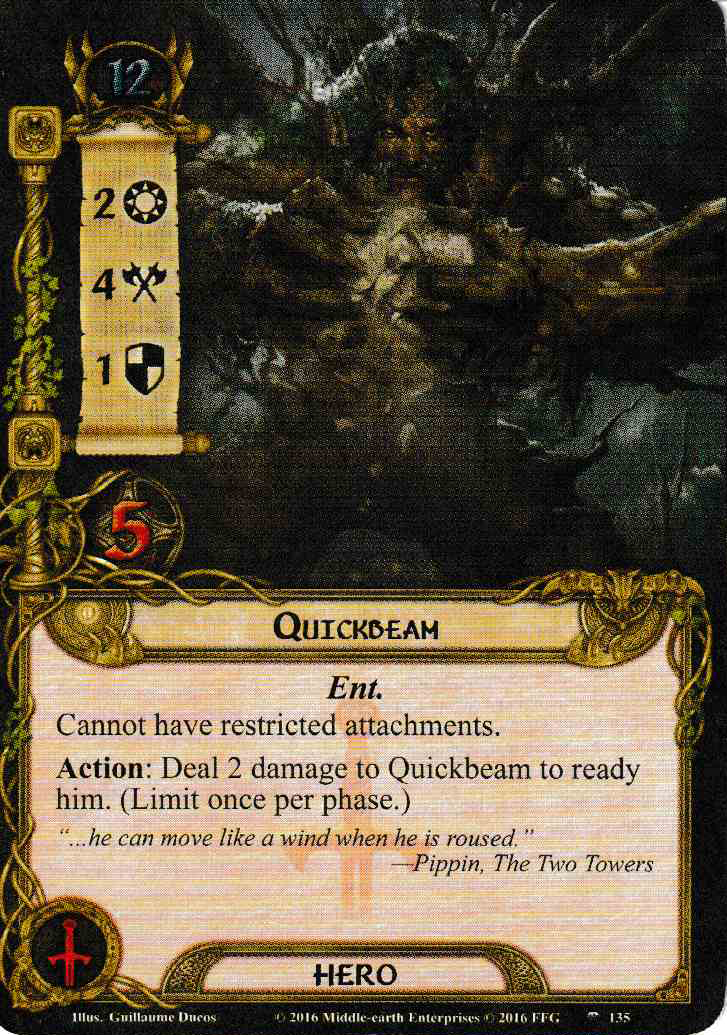 12
2
4
1
5
QUICKBEAM
Ent.
Cannot have restricted attachments.
Action: Deal 2 damage to Quickbeam to ready
him. (Limit once per phase.)
“...he can move like a wind when he is roused.”
—Pippin, The Two Towers
HERO
Illus. Guillaume Ducos © 2016 Middle-earth Enterprises © 2016 FFG 135